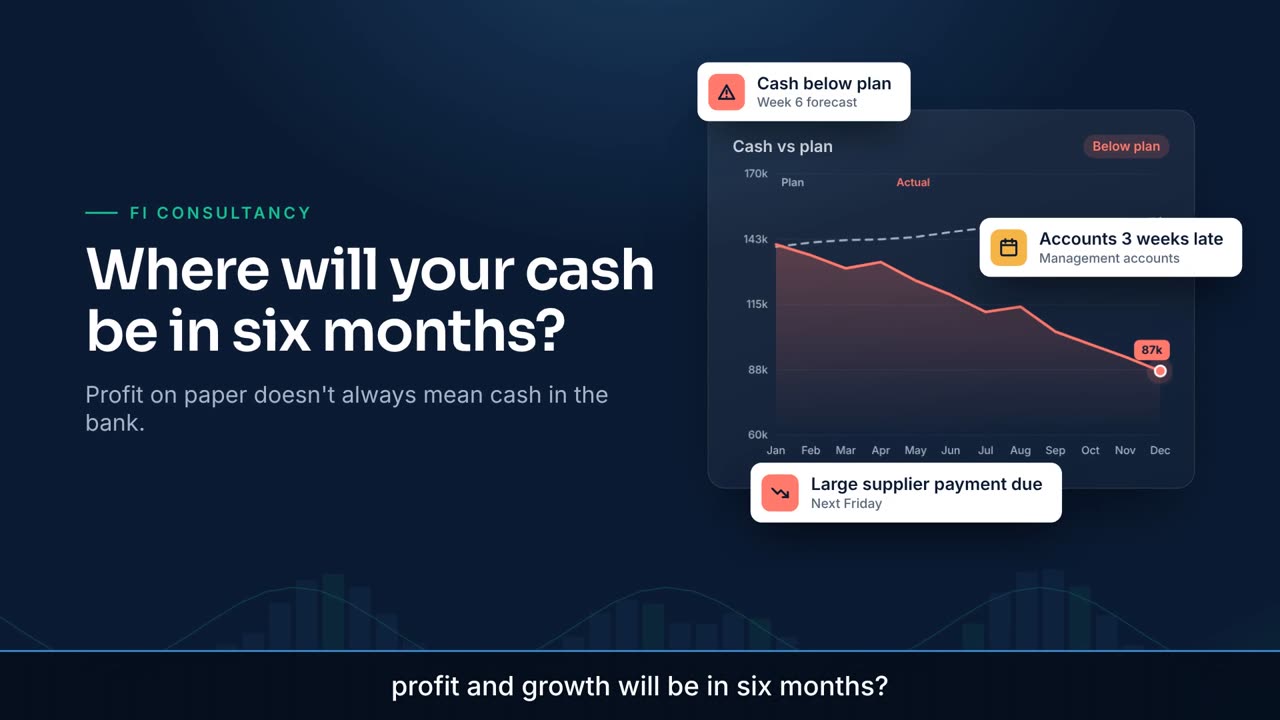 FI CONSULTANCY
Where will your cash
be in six months?
Profit on paper doesn't always mean cash in the
bank.
Cash below plan
Week 6 forecast
Cash vs plan
Below plan
170k
Plan
Actual
143k
Accounts 3 weeks late
Management accounts
115k
87k
88k
60k
Jan Feb Mar Apr May Jun Jul Aug Sep Oct Nov Dec
Large supplier payment due
Next Friday
profit and growth will be in six months?